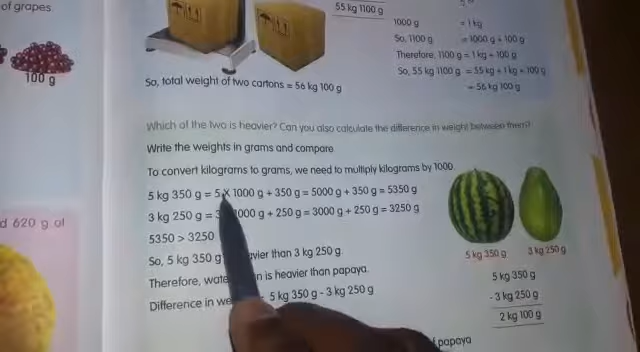 of grapes
100 g
d 620 g of
55 kg 1100 g
1000 g = 1 kg
So, 1100 g = 1000 g + 100 g
Therefore, 1100 g = 1 kg + 100 g
So, 55 kg 1100 g = 55 kg + 1 kg + 100 g
= 56 kg 100 g
So, total weight of two cartons = 56 kg 100 g
Which of the two is heavier? Can you also calculate the difference in weight between them?
Write the weights in grams and compare
To convert kilograms to grams, we need to multiply kilograms by 1000
5 kg 350 g = 5 × 1000 g + 350 g = 5000 g + 350 g = 5350 g
3 kg 250 g = 3 1000 g + 250 g = 3000 g + 250 g = 3250 g
5350 > 3250
So, 5 kg 350 g than 3 kg 250 g
Therefore, is heavier than papaya.
Difference in 5 kg 350 g - 3 kg 250 g
5 kg 350 g
3 kg 250 g
5 kg 350 g
- 3 kg 250 g
2 kg 100 g
papaya